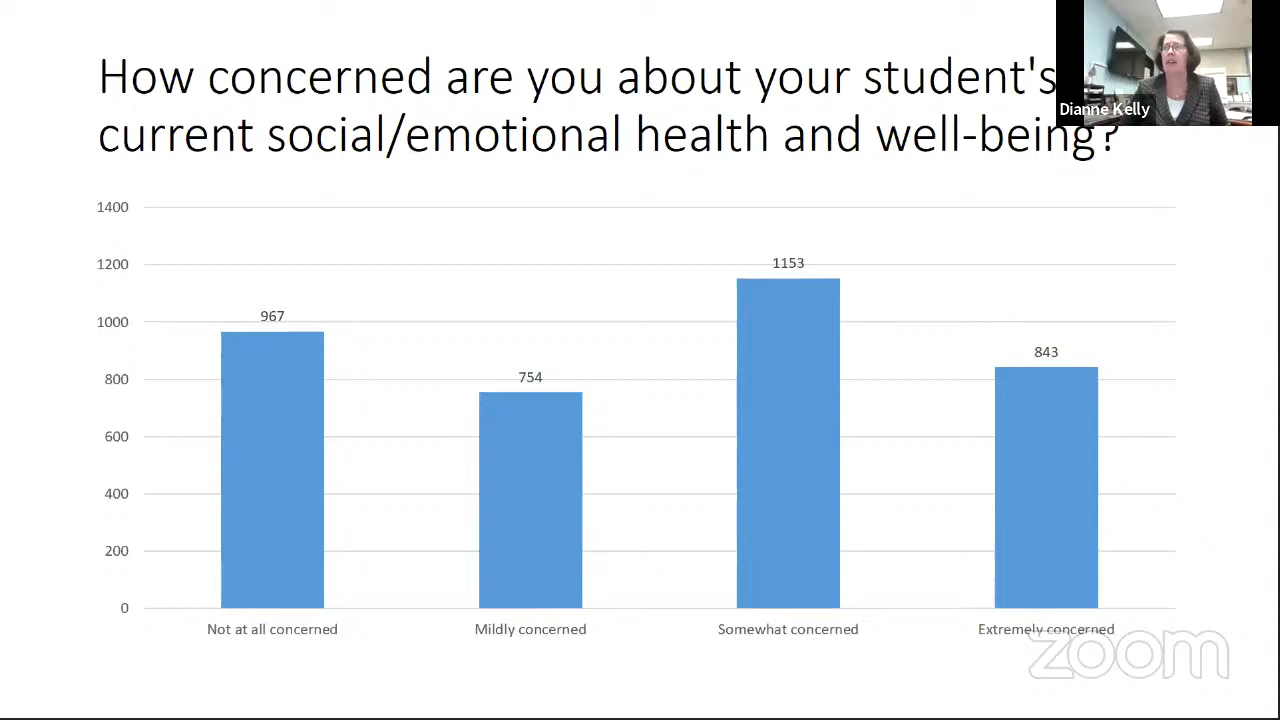 How concerned are you about your student's
current social/emotional health and well-being?
Dianne Kelly
1400
1200
1000
800
600
400
200
0
967
754
1153
843
Not at all concerned
Mildly concerned
Somewhat concerned
Extremely concerned
zoom